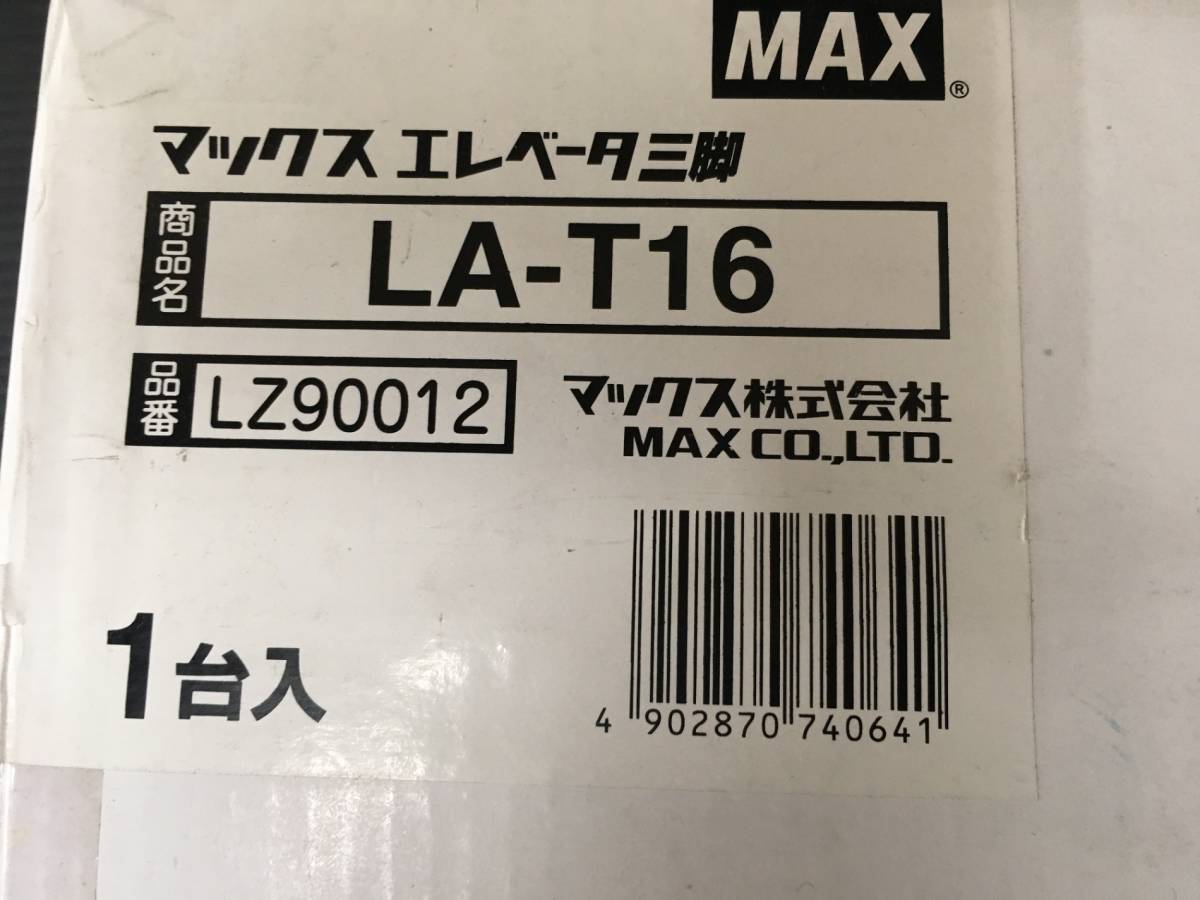 MAX®
マックス エレベータ三脚
商品名 LA-T16
品番 LZ90012
マックス株式会社
MAX CO.,LTD.
1台入
4 902870 740641